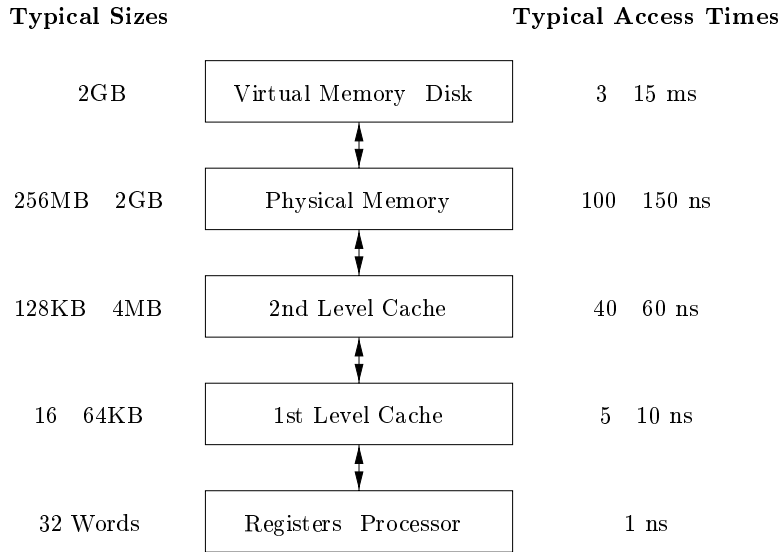 Typical Sizes Typical Access Times
2GB Virtual Memory Disk 3 15 ms
256MB 2GB Physical Memory 100 150 ns
128KB 4MB 2nd Level Cache 40 60 ns
16 64KB 1st Level Cache 5 10 ns
32 Words Registers Processor 1 ns